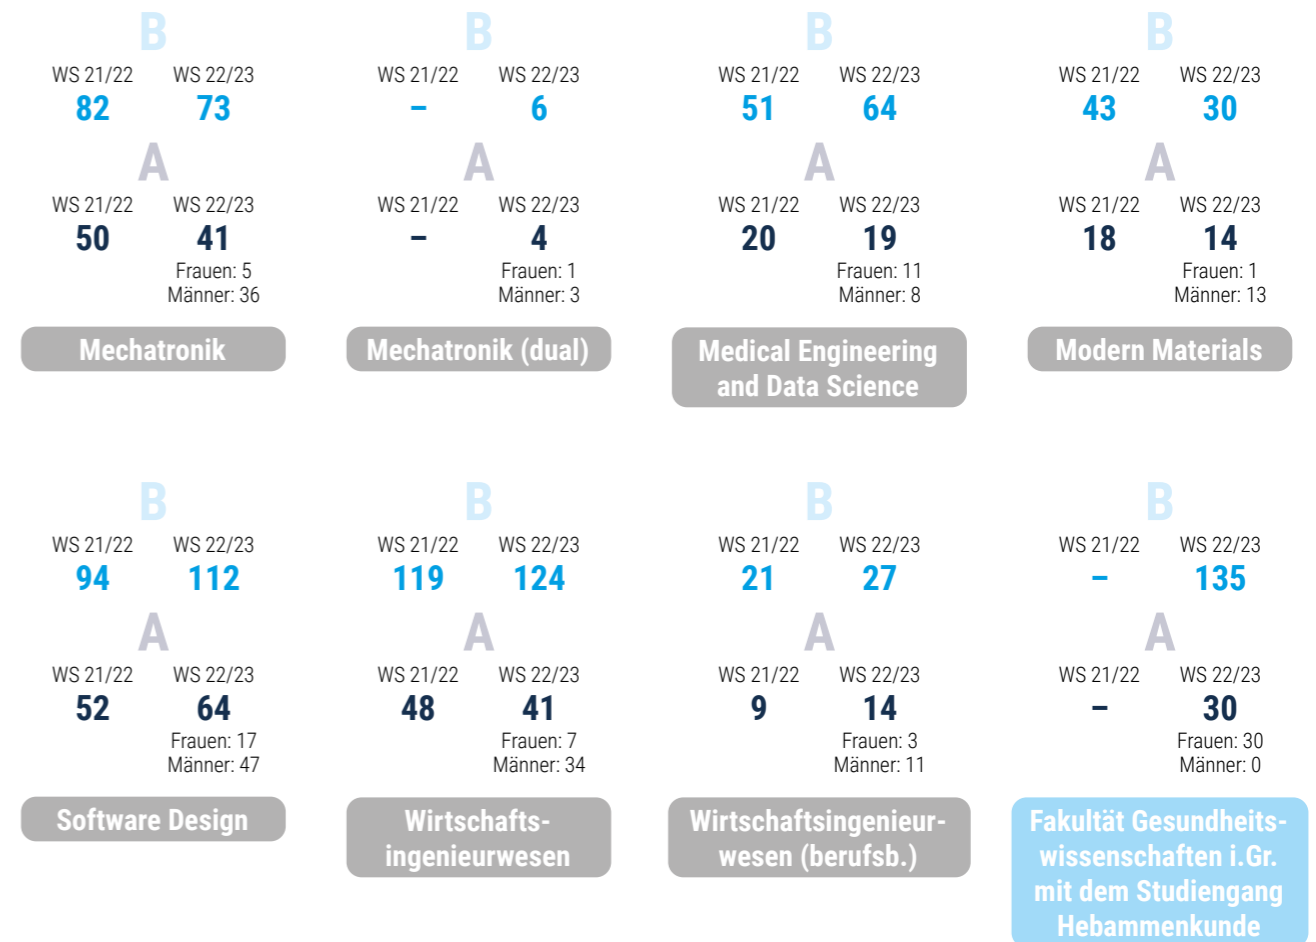 B
WS 21/22 WS 22/23
82 73
A
WS 21/22 WS 22/23
50 41
Frauen: 5
Männer: 36
Mechatronik
B
WS 21/22 WS 22/23
– 6
A
WS 21/22 WS 22/23
– 4
Frauen: 1
Männer: 3
Mechatronik (dual)
B
WS 21/22 WS 22/23
51 64
A
WS 21/22 WS 22/23
20 19
Frauen: 11
Männer: 8
Medical Engineering
and Data Science
B
WS 21/22 WS 22/23
43 30
A
WS 21/22 WS 22/23
18 14
Frauen: 1
Männer: 13
Modern Materials
B
WS 21/22 WS 22/23
94 112
A
WS 21/22 WS 22/23
52 64
Frauen: 17
Männer: 47
Software Design
B
WS 21/22 WS 22/23
119 124
A
WS 21/22 WS 22/23
48 41
Frauen: 7
Männer: 34
Wirtschafts-
ingenieurwesen
B
WS 21/22 WS 22/23
21 27
A
WS 21/22 WS 22/23
9 14
Frauen: 3
Männer: 11
Wirtschaftsingenieur-
wesen (berufsb.)
B
WS 21/22 WS 22/23
– 135
A
WS 21/22 WS 22/23
– 30
Frauen: 30
Männer: 0
Fakultät Gesundheits-
wissenschaften i.Gr.
mit dem Studiengang
Hebammenkunde